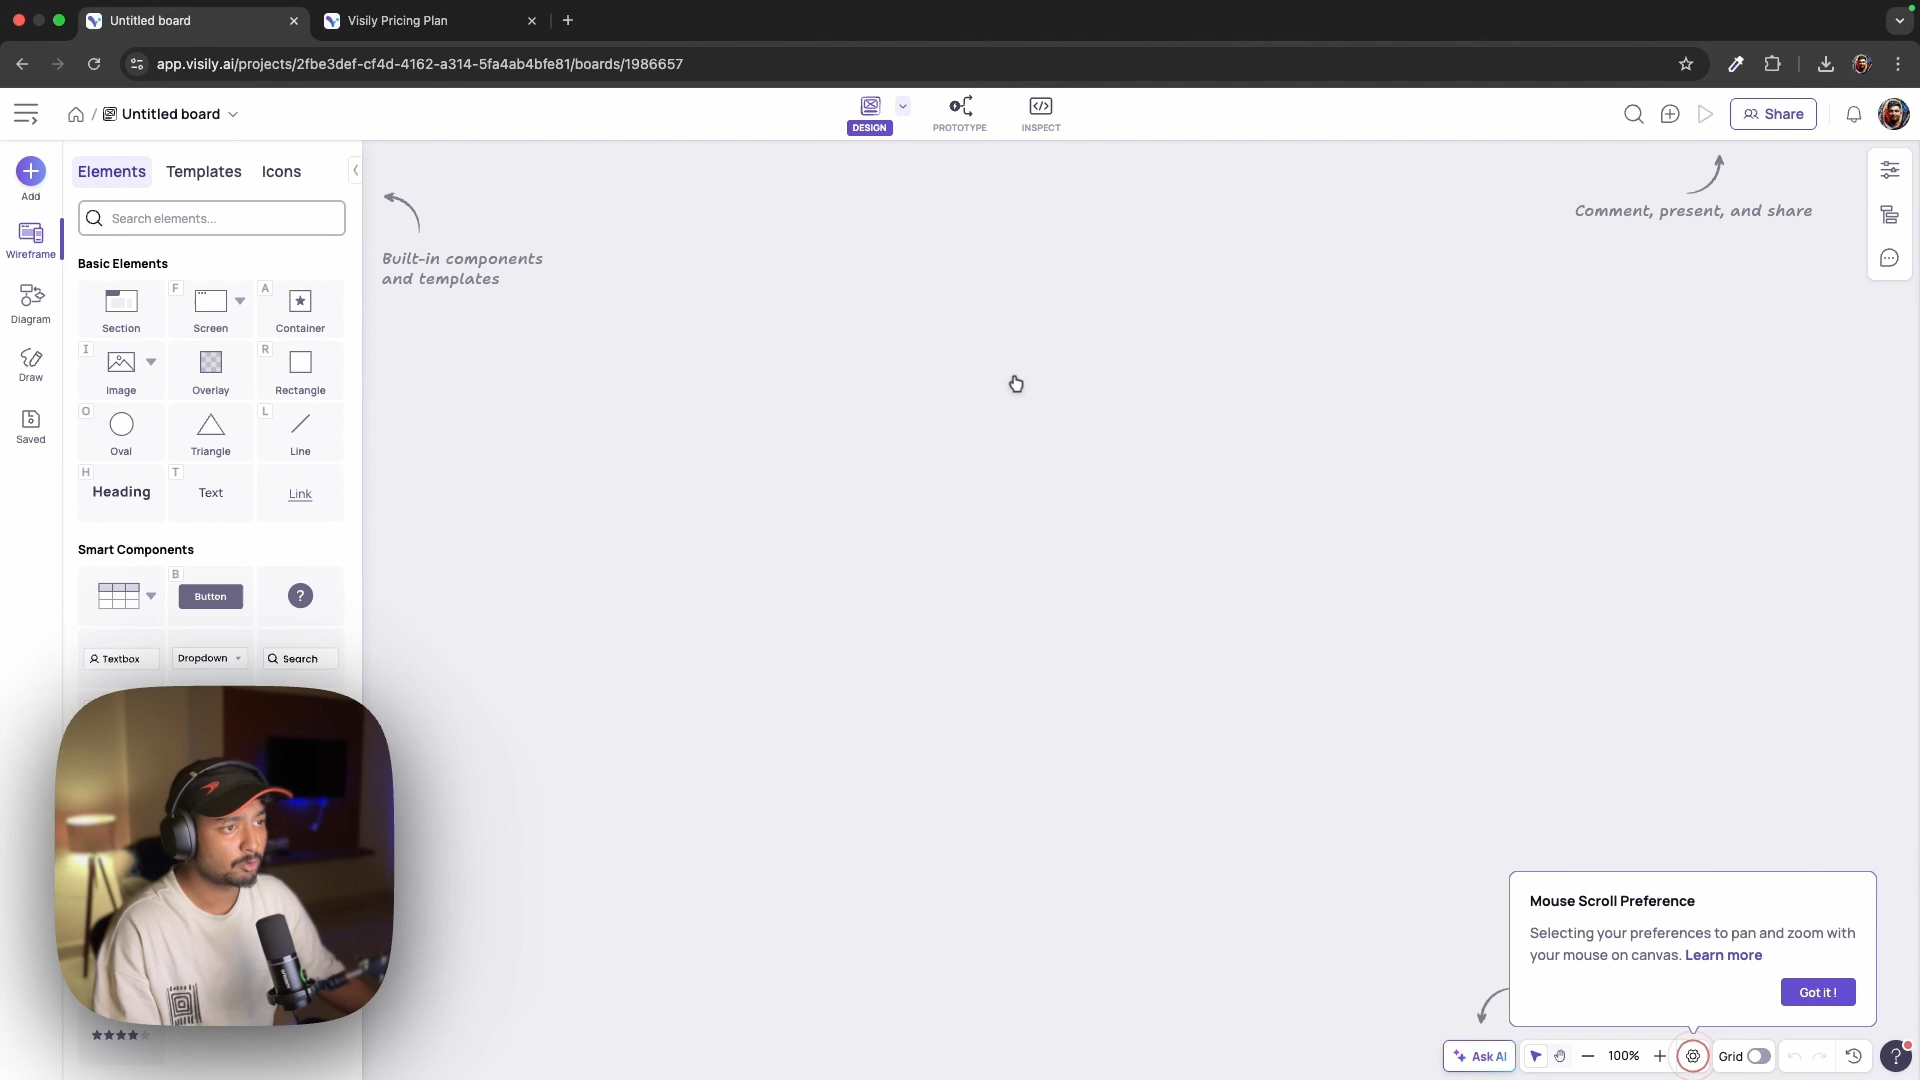 Untitled board
Visily Pricing Plan
app.visily.ai/projects/2fbe3def-cf4d-4162-a314-5fa4ab4bfe81/boards/1986657
/
Untitled board
DESIGN
PROTOTYPE
INSPECT
Share
Add
Wireframe
Diagram
Draw
Saved
Elements
Templates
Icons
Search elements...
Basic Elements
Section
F
Screen
A
Container
I
Image
Overlay
R
Rectangle
O
Oval
Triangle
L
Line
H
Heading
T
Text
Link
Smart Components
B
Button
?
Textbox
Dropdown
Search
Built-in components
and templates
Comment, present, and share
Mouse Scroll Preference
Selecting your preferences to pan and zoom with
your mouse on canvas. Learn more
Got it !
Ask AI
100%
Grid
?